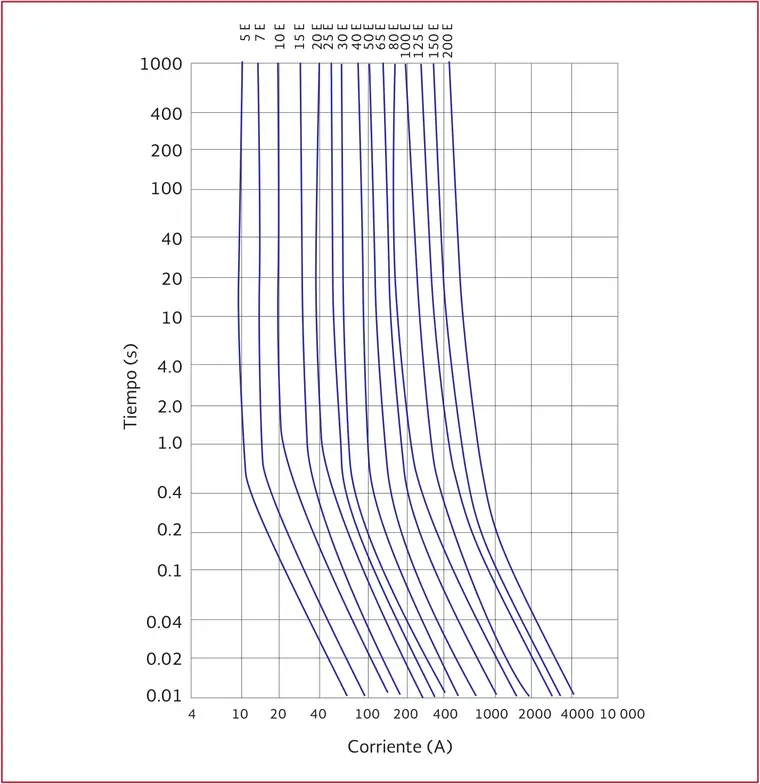 5 E
7 E
10 E
15 E
20 E
25 E
30 E
40 E
50 E
65 E
80 E
100 E
125 E
150 E
200 E
1000
400
200
100
40
20
10
4.0
2.0
1.0
0.4
0.2
0.1
0.04
0.02
0.01
Tiempo (s)
4 10 20 40 100 200 400 1000 2000 4000 10 000
Corriente (A)